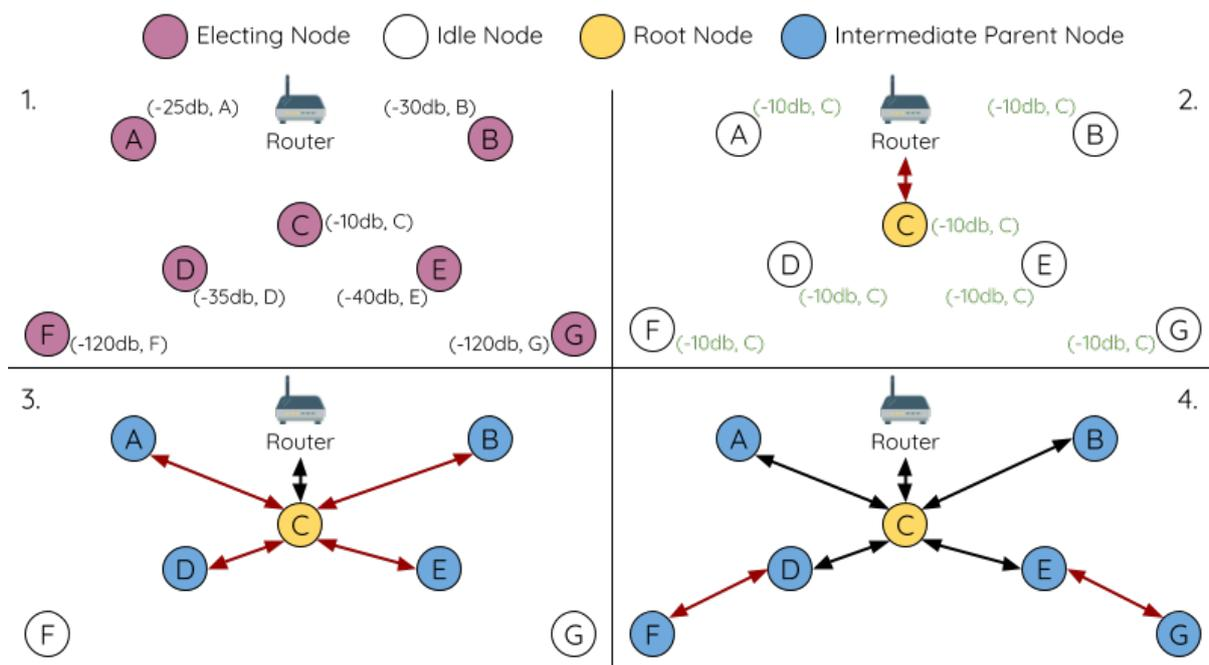 Electing Node Idle Node Root Node Intermediate Parent Node
1.
(-25db, A) (-30db, B)
A B
Router
C (-10db, C)
D E
(-35db, D) (-40db, E)
F (-120db, F) (-120db, G) G
2.
(-10db, C) (-10db, C)
A B
Router
C (-10db, C)
D E
(-10db, C) (-10db, C)
F (-10db, C) (-10db, C) G
3.
A B
Router
C
D E
F G
4.
A B
Router
C
D E
F G